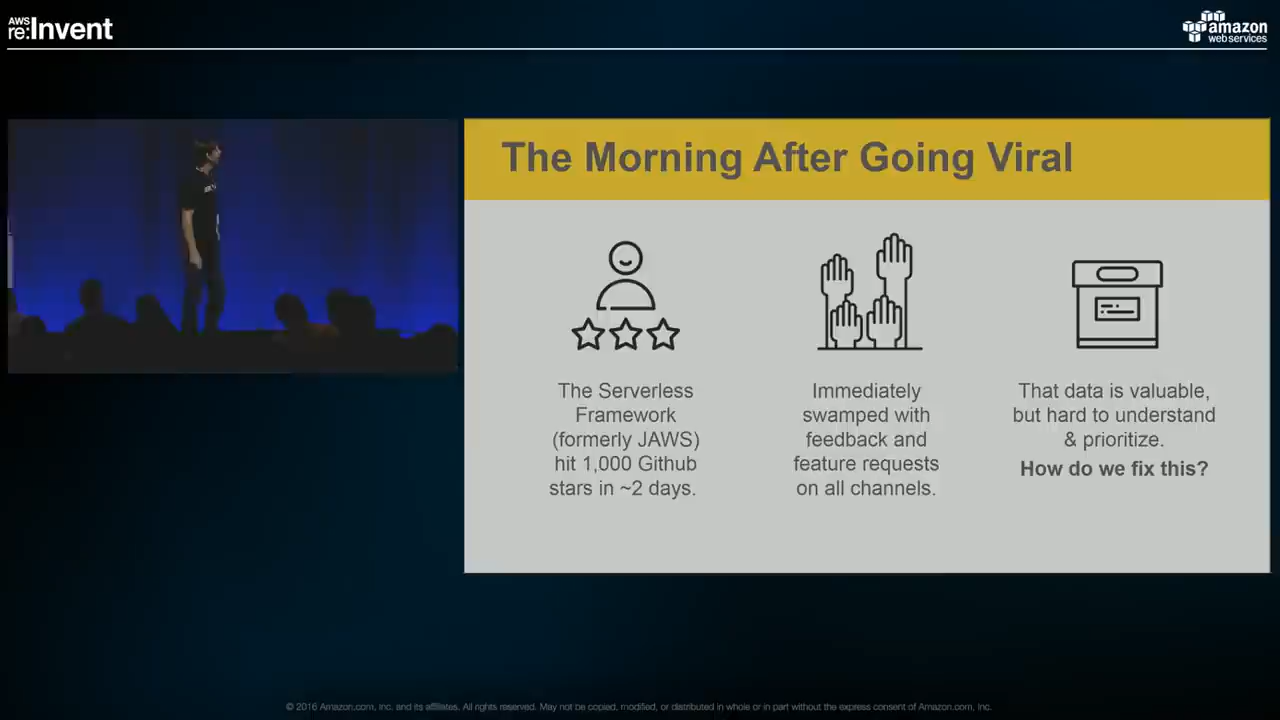 AWS
re:Invent
amazon
web services
The Morning After Going Viral
The Serverless
Framework
(formerly JAWS)
hit 1,000 Github
stars in ~2 days.
Immediately
swamped with
feedback and
feature requests
on all channels.
That data is valuable,
but hard to understand
& prioritize.
How do we fix this?
© 2016 Amazon.com, Inc. and its affiliates. All rights reserved. May not be copied, modified, or distributed in whole or in part without the express consent of Amazon.com, Inc.